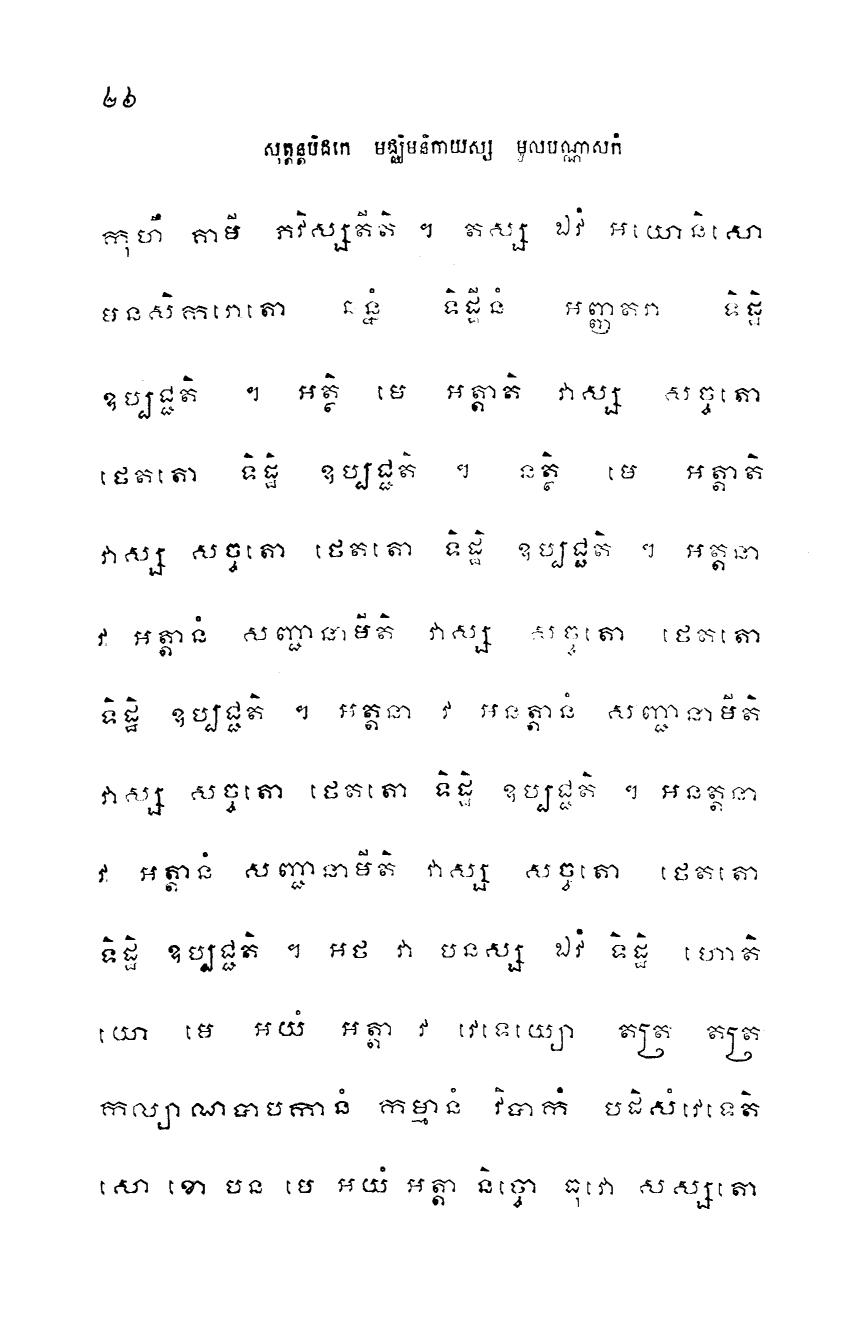 ២៦
សុត្តន្តបិដកេ មជ្ឈិមនិកាយស្ស មូលបណ្ណាសកំ
កុហឹ គាមី ភវិស្សតីតិ ។ តស្ស ឯវំ អយោនិសោ
មនសិករោតោ ឆន្នំ ទិដ្ឋីនំ អញ្ញតរា ទិដ្ឋិ
ឧប្បជ្ជតិ ។ អត្ថិ មេ អត្តាតិ វាស្ស សច្ចតោ
ថេតតោ ទិដ្ឋិ ឧប្បជ្ជតិ ។ នត្ថិ មេ អត្តាតិ
វាស្ស សច្ចតោ ថេតតោ ទិដ្ឋិ ឧប្បជ្ជតិ ។ អត្តនា
វ អត្តានំ សញ្ជានាមីតិ វាស្ស សច្ចតោ ថេតតោ
ទិដ្ឋិ ឧប្បជ្ជតិ ។ អត្តនា វ អនត្តានំ សញ្ជានាមីតិ
វាស្ស សច្ចតោ ថេតតោ ទិដ្ឋិ ឧប្បជ្ជតិ ។ អនត្តនា
វ អត្តានំ សញ្ជានាមីតិ វាស្ស សច្ចតោ ថេតតោ
ទិដ្ឋិ ឧប្បជ្ជតិ ។ អថ វា បនស្ស ឯវំ ទិដ្ឋិ ហោតិ
យោ មេ អយំ អត្តា វ វេទេយ្យោ តត្រ តត្រ
កល្យាណបាបកានំ កម្មានំ វិបាកំ បដិសំវេទេតិ
សោ ខោ បន មេ អយំ អត្តា និច្ចោ ធុវោ សស្សតោ